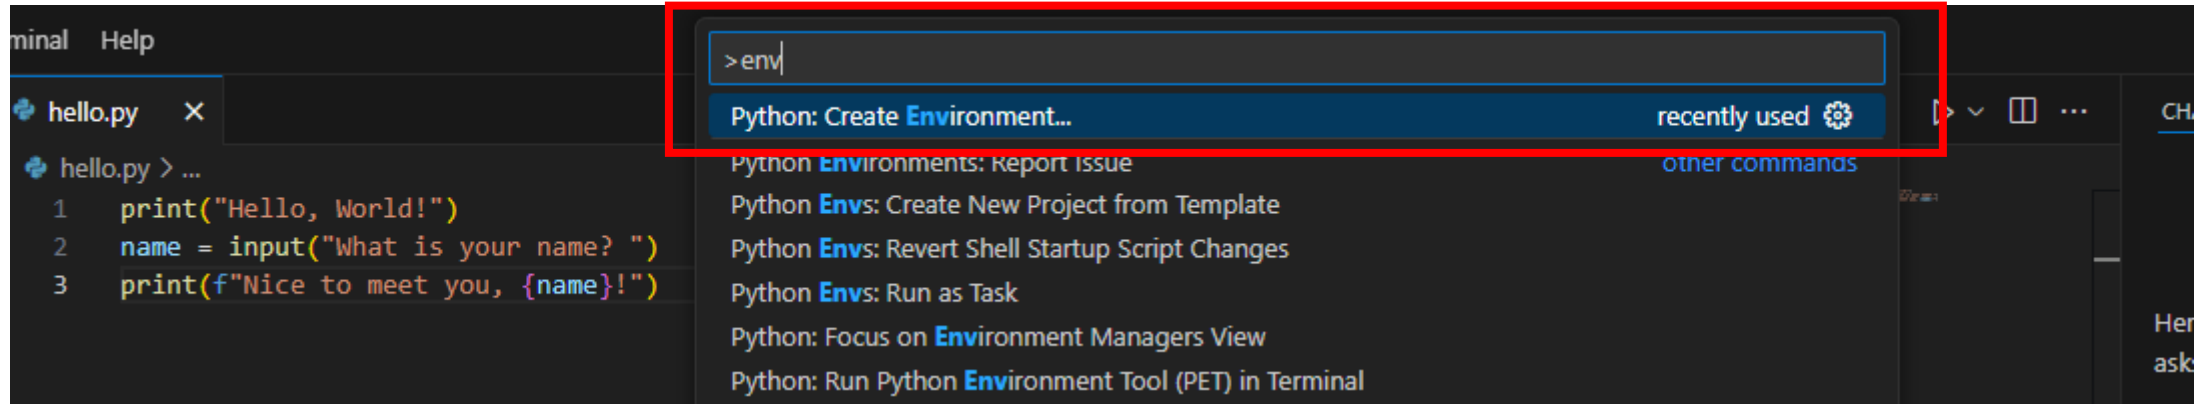 minal Help
hello.py
hello.py > ...
1 print("Hello, World!")
2 name = input("What is your name? ")
3 print(f"Nice to meet you, {name}!")
>env
Python: Create Environment...
recently used
Python Environments: Report Issue
other commands
Python Envs: Create New Project from Template
Python Envs: Revert Shell Startup Script Changes
Python Envs: Run as Task
Python: Focus on Environment Managers View
Python: Run Python Environment Tool (PET) in Terminal
CHA
Her
asks